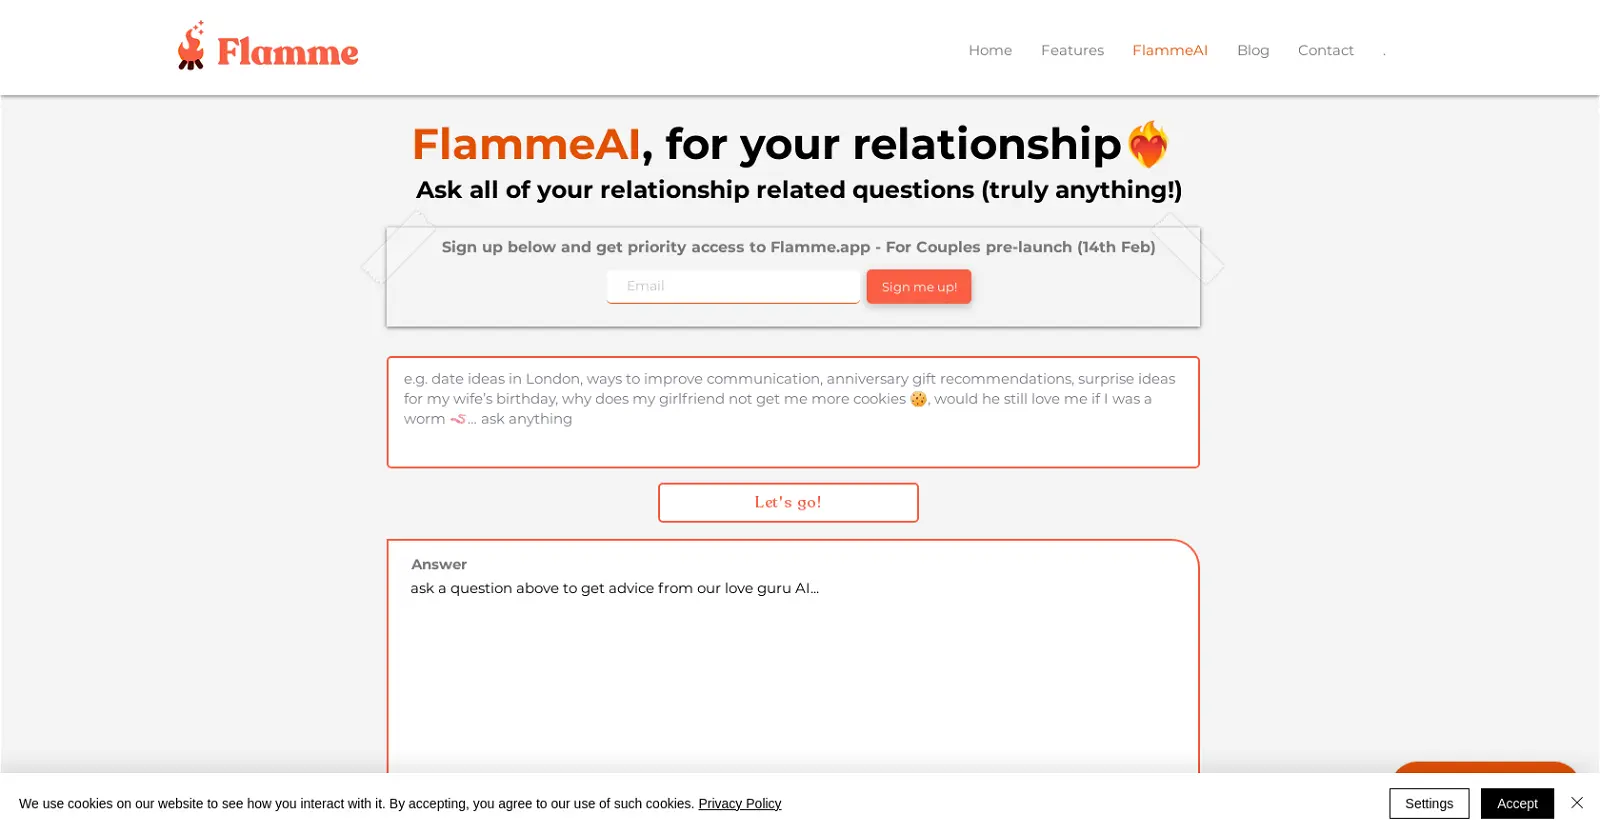 Flamme
Home Features FlammeAI Blog Contact .
FlammeAI, for your relationship❤️‍🔥
Ask all of your relationship related questions (truly anything!)
Sign up below and get priority access to Flamme.app - For Couples pre-launch (14th Feb)
Email
Sign me up!
e.g. date ideas in London, ways to improve communication, anniversary gift recommendations, surprise ideas
for my wife’s birthday, why does my girlfriend not get me more cookies 🍪, would he still love me if I was a
worm 🪱... ask anything
Let's go!
Answer
ask a question above to get advice from our love guru AI...
We use cookies on our website to see how you interact with it. By accepting, you agree to our use of such cookies. Privacy Policy
Settings
Accept